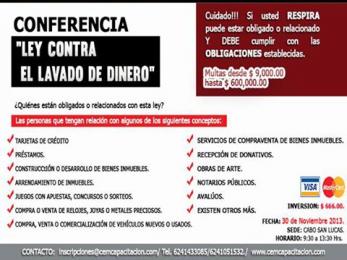 CONFERENCIA
"LEY CONTRA
EL LAVADO DE DINERO"
Cuidado!!! Si usted RESPIRA
puede estar obligado o relacionado
Y DEBE cumplir con las
OBLIGACIONES establecidas.
Multas desde $ 9,000.00
hasta $ 600,000.00
¿Quiénes están obligados o relacionados con esta ley?
Las personas que tengan relación con algunos de los siguientes conceptos:
TARJETAS DE CRÉDITO
PRÉSTAMOS.
CONSTRUCCIÓN O DESARROLLO DE BIENES INMUEBLES.
ARRENDAMIENTO DE INMUEBLES.
JUEGOS CON APUESTAS, CONCURSOS O SORTEOS.
COMPRA O VENTA DE RELOJES, JOYAS O METALES PRECIOSOS.
COMPRA, VENTA O COMERCIALIZACIÓN DE VEHÍCULOS NUEVOS O USADOS.
SERVICIOS DE COMPRAVENTA DE BIENES INMUEBLES.
RECEPCIÓN DE DONATIVOS.
OBRAS DE ARTE.
NOTARIOS PÚBLICOS.
AVALÚOS.
EXISTEN OTROS MÁS.
VISA
MasterCard
INVERSION: $ 666.00.
FECHA: 30 de Noviembre 2013.
SEDE: CABO SAN LUCAS.
HORARIO: 9:30 a 13:30 Hrs.
CONTACTO: inscripciones@cemcapacitacion.com/ Tel. 6241433085/6241051532./ www.cemcapacitacion.com